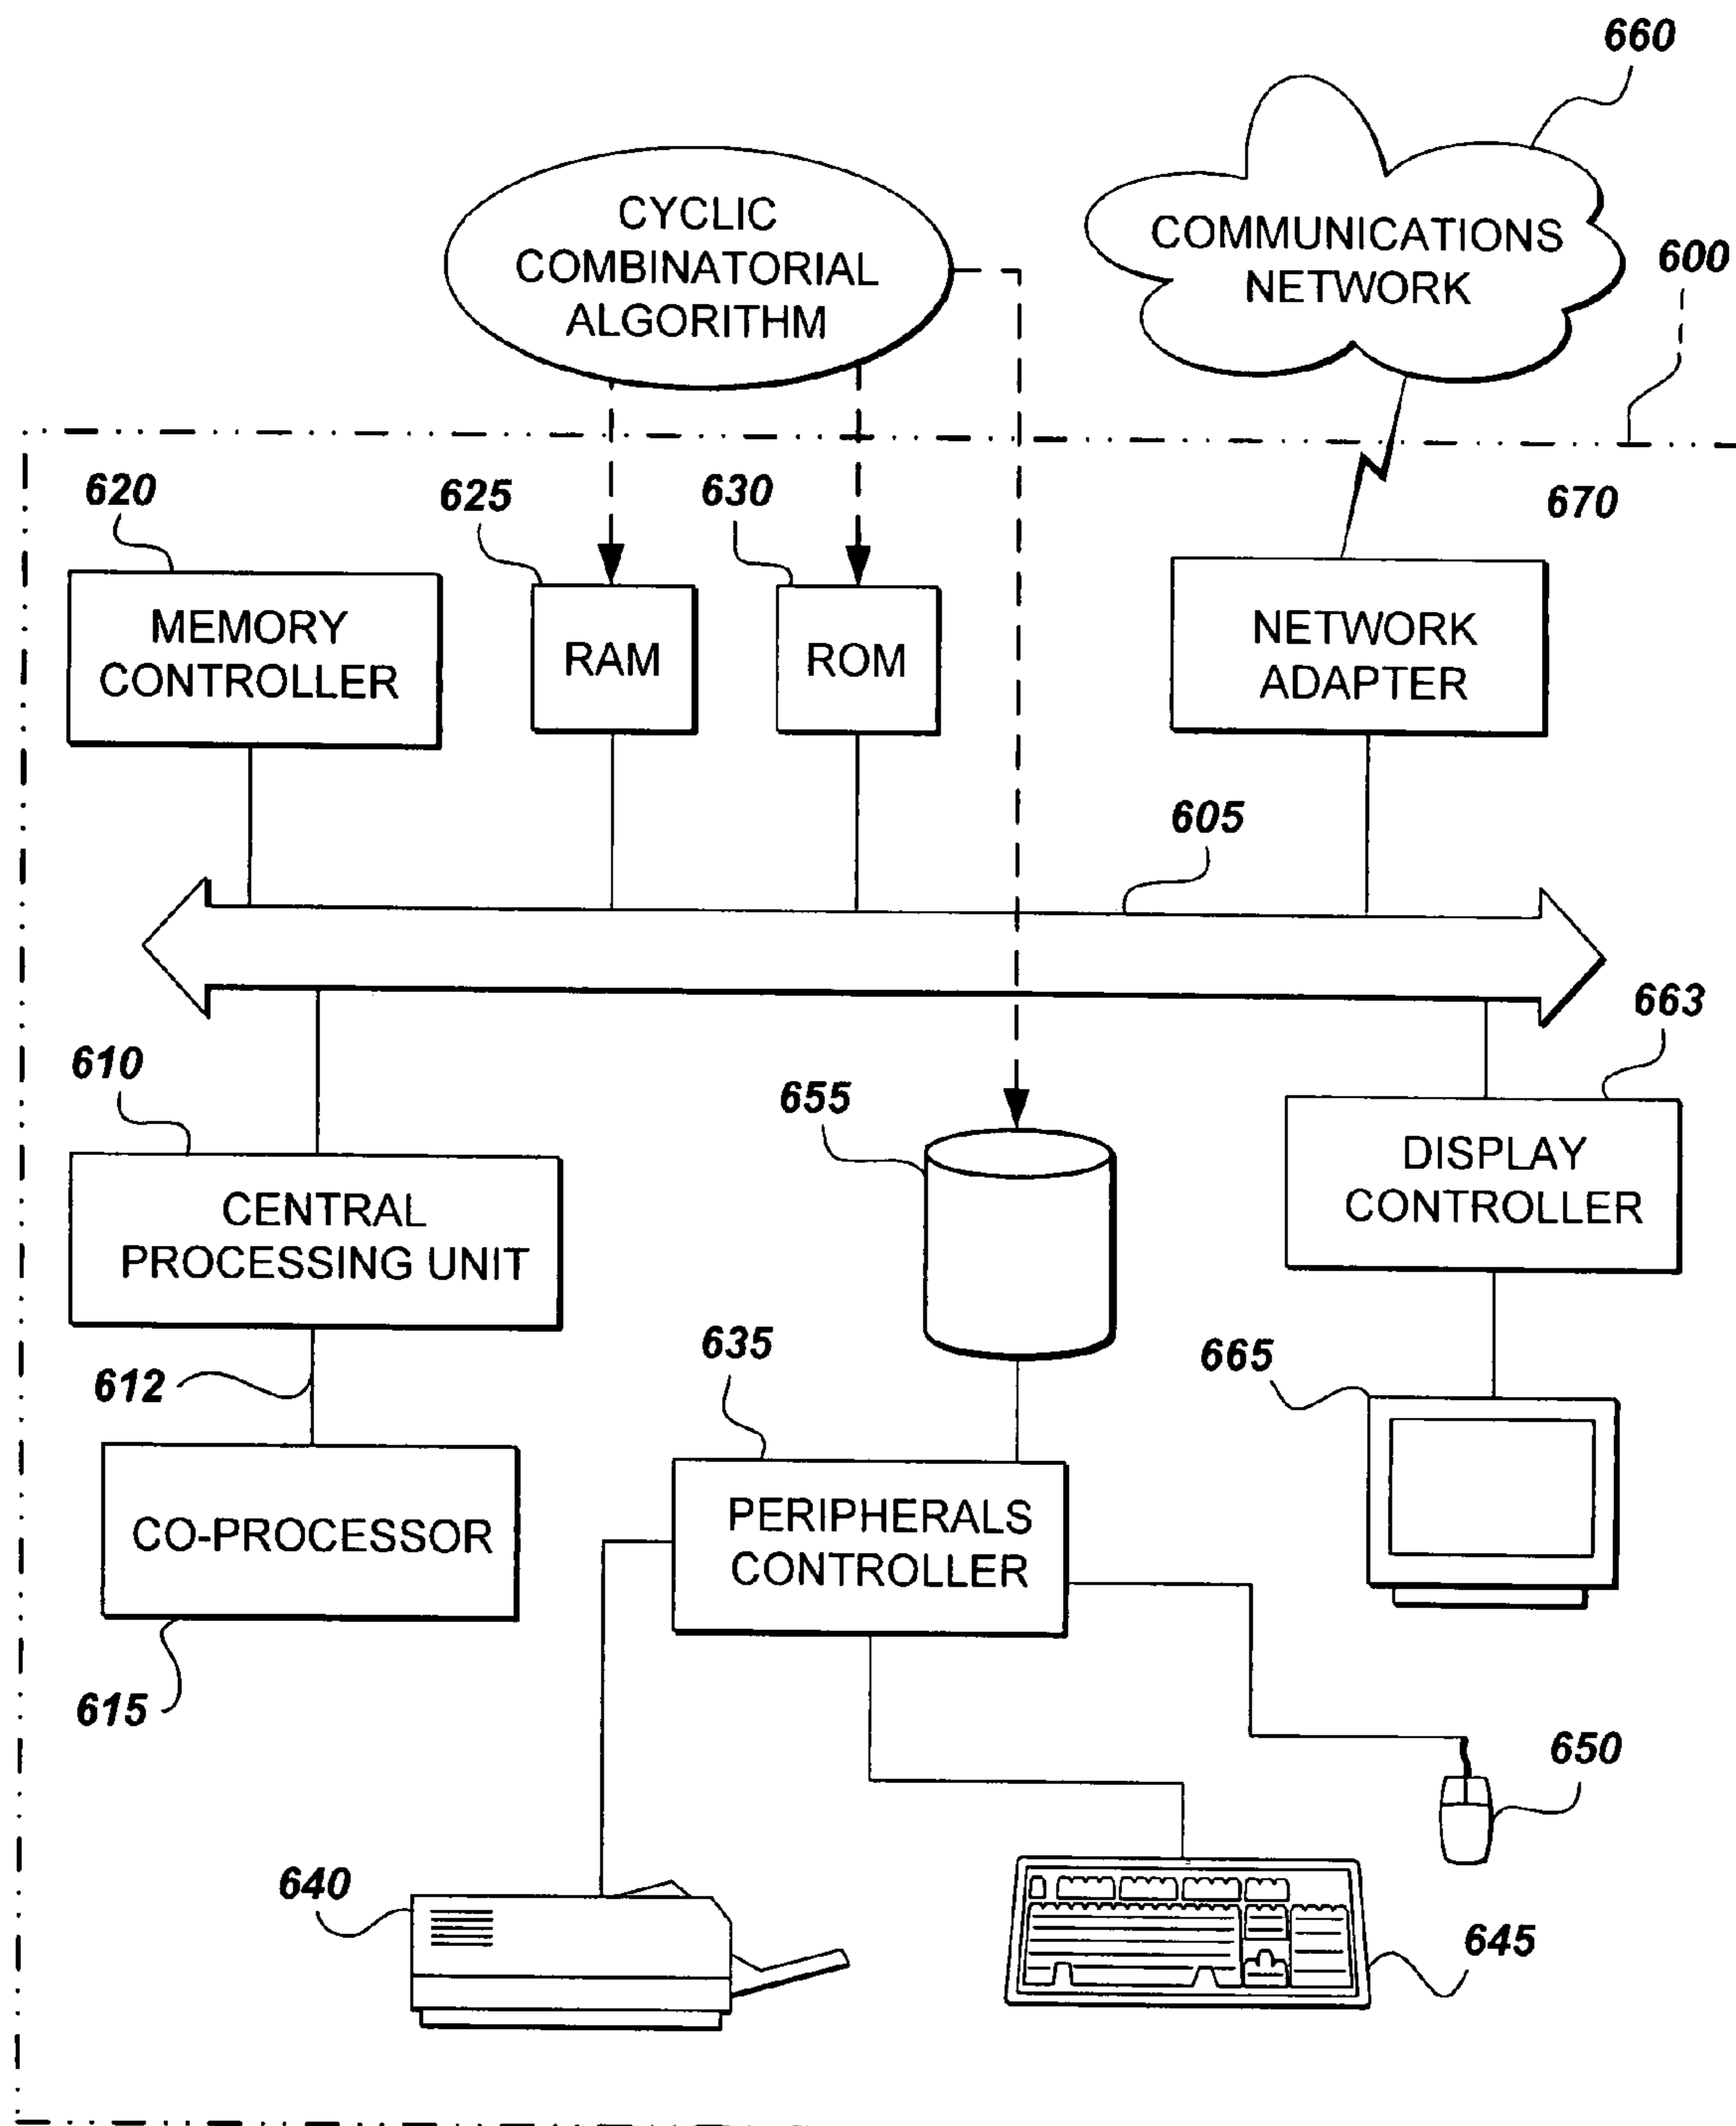 660
CYCLIC
COMBINATORIAL
ALGORITHM
COMMUNICATIONS
NETWORK
600
620
625
630
670
MEMORY
CONTROLLER
RAM
ROM
NETWORK
ADAPTER
605
663
610
655
DISPLAY
CONTROLLER
CENTRAL
PROCESSING UNIT
635
665
612
PERIPHERALS
CONTROLLER
CO-PROCESSOR
615
650
640
645